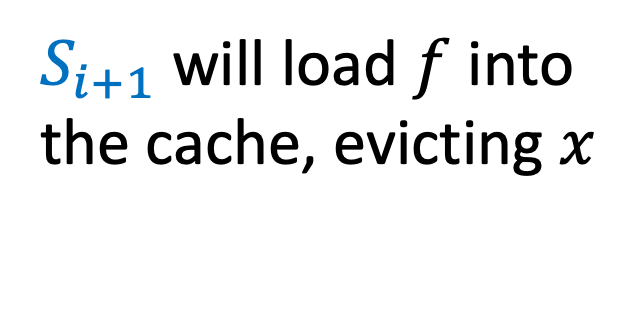 $S_{i+1}$ will load $f$ into
the cache, evicting $x$